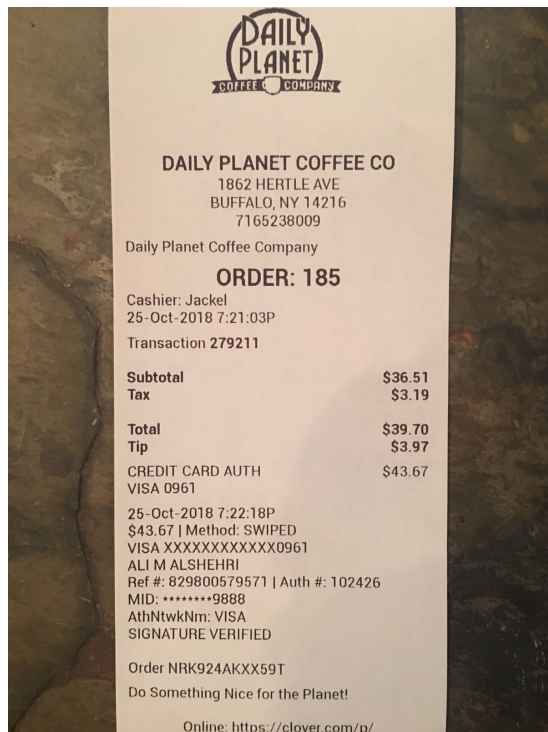 DAILY
PLANET
COFFEE COMPANY
DAILY PLANET COFFEE CO
1862 HERTLE AVE
BUFFALO, NY 14216
7165238009
Daily Planet Coffee Company
ORDER: 185
Cashier: Jackel
25-Oct-2018 7:21:03P
Transaction 279211
Subtotal $36.51
Tax $3.19
Total $39.70
Tip $3.97
CREDIT CARD AUTH $43.67
VISA 0961
25-Oct-2018 7:22:18P
$43.67 | Method: SWIPED
VISA XXXXXXXXXXXX0961
ALI M ALSHEHRI
Ref #: 829800579571 | Auth #: 102426
MID: ********9888
AthNtwkNm: VISA
SIGNATURE VERIFIED
Order NRK924AKXX59T
Do Something Nice for the Planet!
Online: https://clover.com/p/